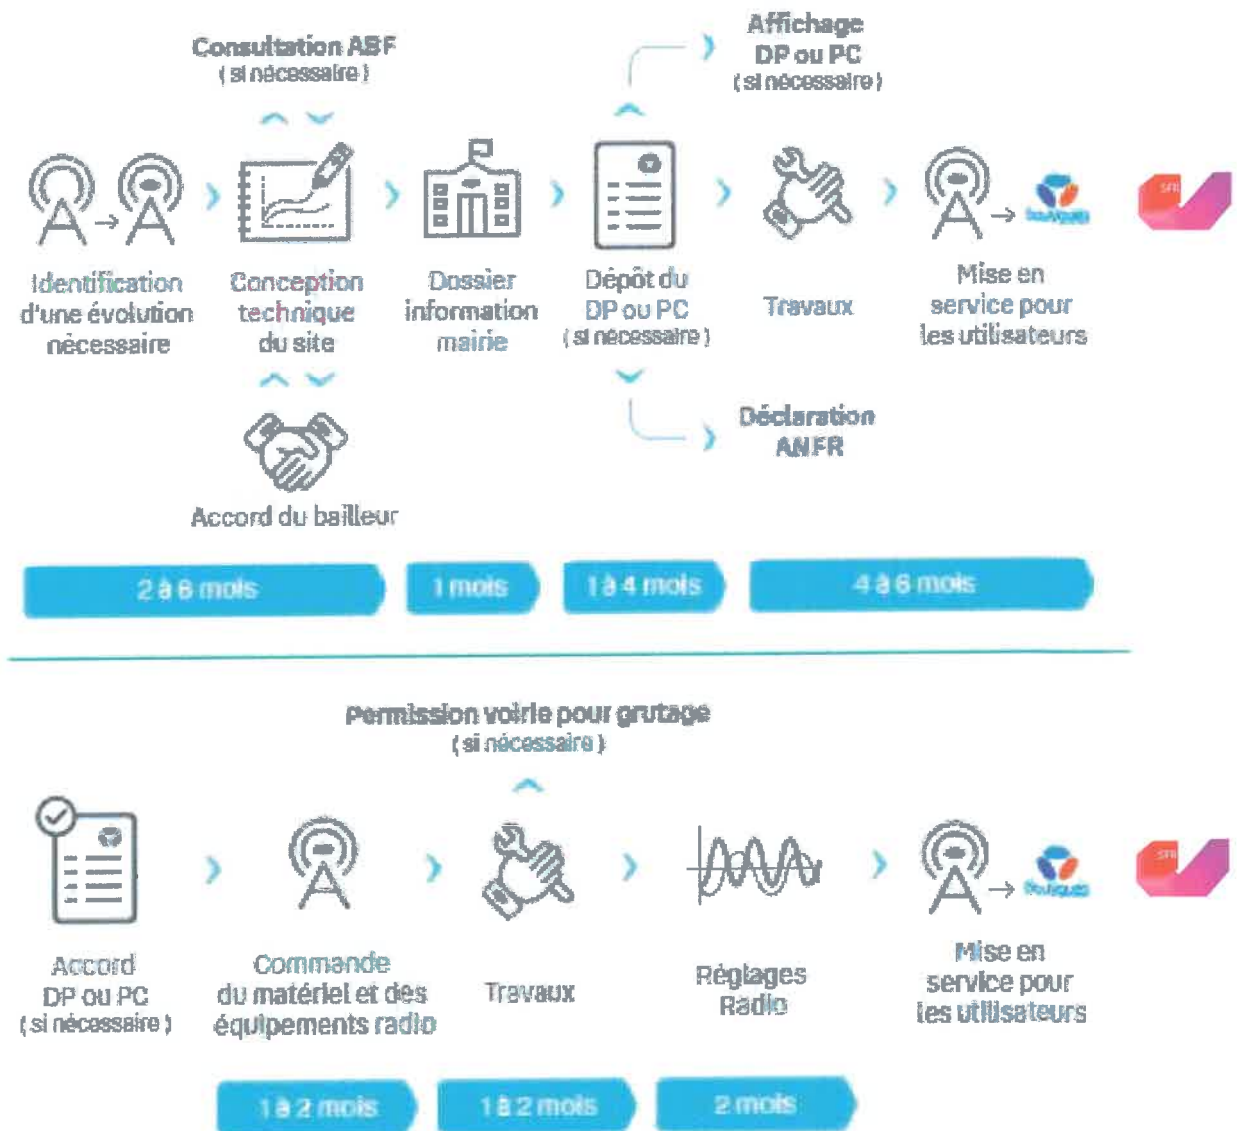 Consultation ABF
( si nécessaire )
Affichage
DP ou PC
( si nécessaire )
Identification
d'une évolution
nécessaire
Conception
technique
du site
Dossier
information
mairie
Dépôt du
DP ou PC
( si nécessaire )
Travaux
Mise en
service pour
les utilisateurs
bouygues
SFR
Déclaration
ANFR
Accord du bailleur
2 à 6 mois
1 mois
1 à 4 mois
4 à 6 mois
Permission voirie pour grutage
( si nécessaire )
Accord
DP ou PC
( si nécessaire )
Commande
du matériel et des
équipements radio
Travaux
Réglages
Radio
Mise en
service pour
les utilisateurs
bouygues
SFR
1 à 2 mois
1 à 2 mois
2 mois